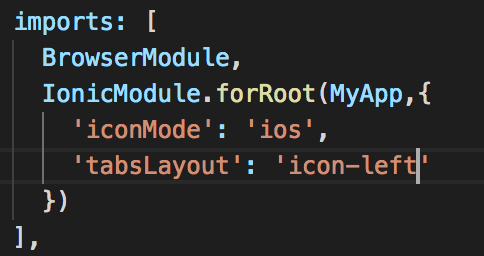 imports: [
BrowserModule,
IonicModule.forRoot(MyApp,{
'iconMode': 'ios',
'tabsLayout': 'icon-left'
})
],